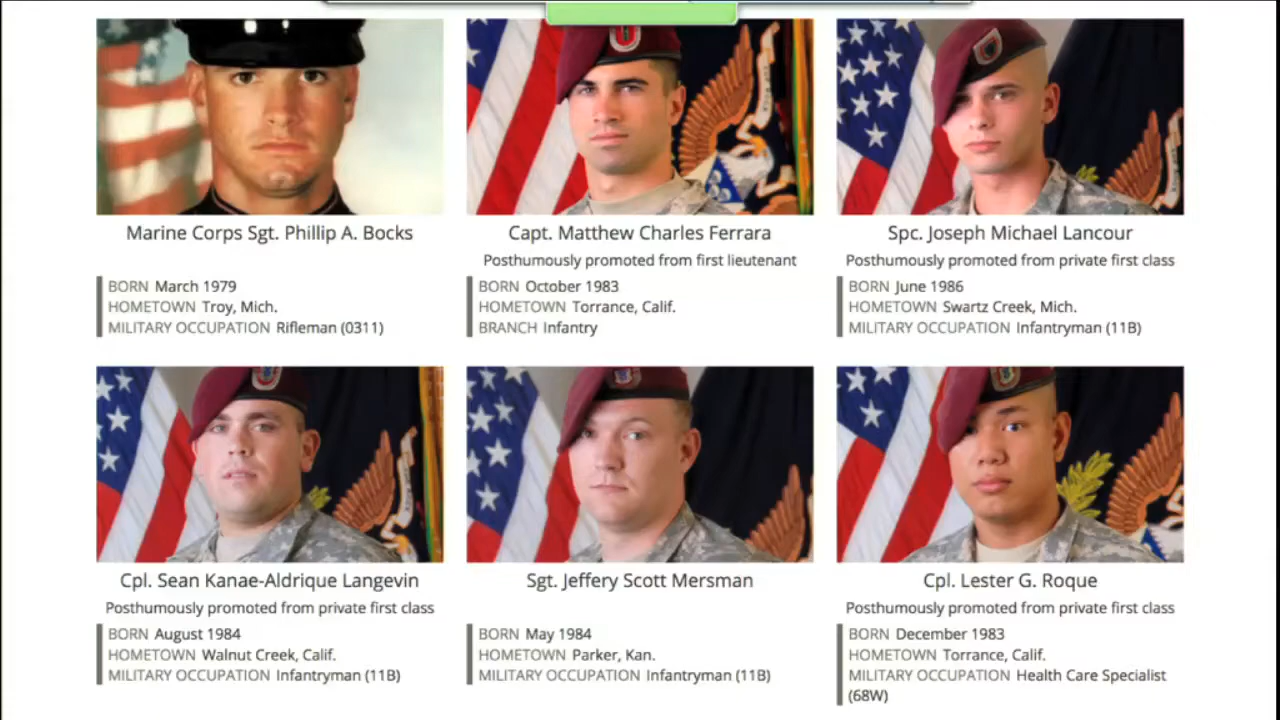 Marine Corps Sgt. Phillip A. Bocks
BORN March 1979
HOMETOWN Troy, Mich.
MILITARY OCCUPATION Rifleman (0311)
Capt. Matthew Charles Ferrara
Posthumously promoted from first lieutenant
BORN October 1983
HOMETOWN Torrance, Calif.
BRANCH Infantry
Spc. Joseph Michael Lancour
Posthumously promoted from private first class
BORN June 1986
HOMETOWN Swartz Creek, Mich.
MILITARY OCCUPATION Infantryman (11B)
Cpl. Sean Kanae-Aldrique Langevin
Posthumously promoted from private first class
BORN August 1984
HOMETOWN Walnut Creek, Calif.
MILITARY OCCUPATION Infantryman (11B)
Sgt. Jeffery Scott Mersman
BORN May 1984
HOMETOWN Parker, Kan.
MILITARY OCCUPATION Infantryman (11B)
Cpl. Lester G. Roque
Posthumously promoted from private first class
BORN December 1983
HOMETOWN Torrance, Calif.
MILITARY OCCUPATION Health Care Specialist
(68W)